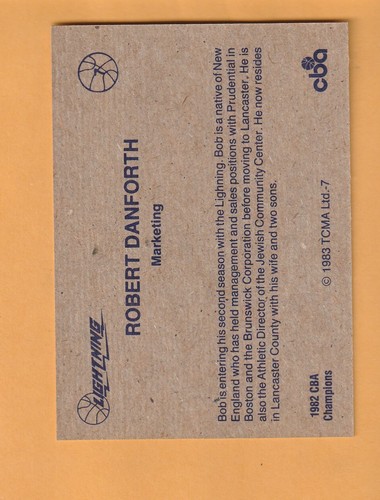 LIGHTNING
ROBERT DANFORTH
Marketing
Bob is entering his second season with the Lighning. Bob is a native of New
England who has held management and sales positions with Prudential in
Boston and the Brunswick Corporation before moving to Lancaster. He is
also the Athletic Director of the Jewish Community Center. He now resides
in Lancaster County with his wife and two sons.
1982 CBA
Champions
© 1983 TCMA Ltd.-7
cba